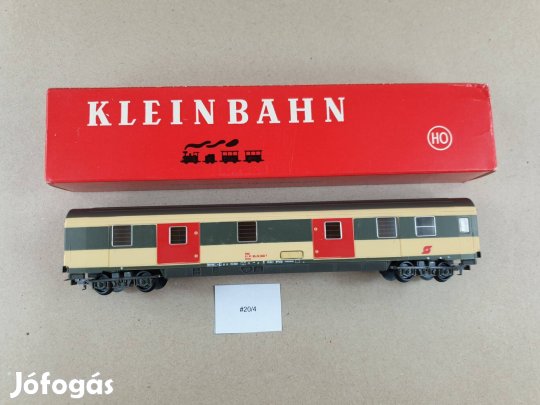 KLEINBAHN
HO
#20/4
Jófogás